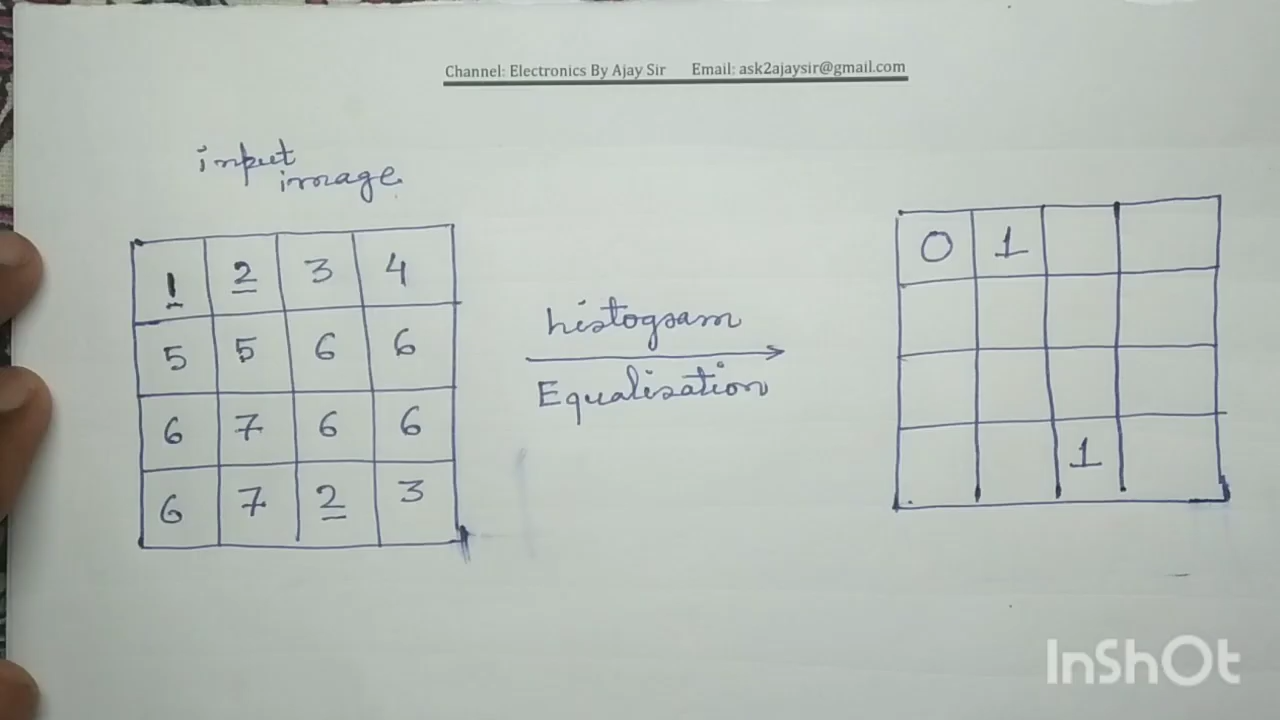 Channel: Electronics By Ajay Sir Email: ask2ajaysir@gmail.com
input
image
1 2 3 4
5 5 6 6
6 7 6 6
6 7 2 3
histogram
Equalisation
0 1
1
InShOt